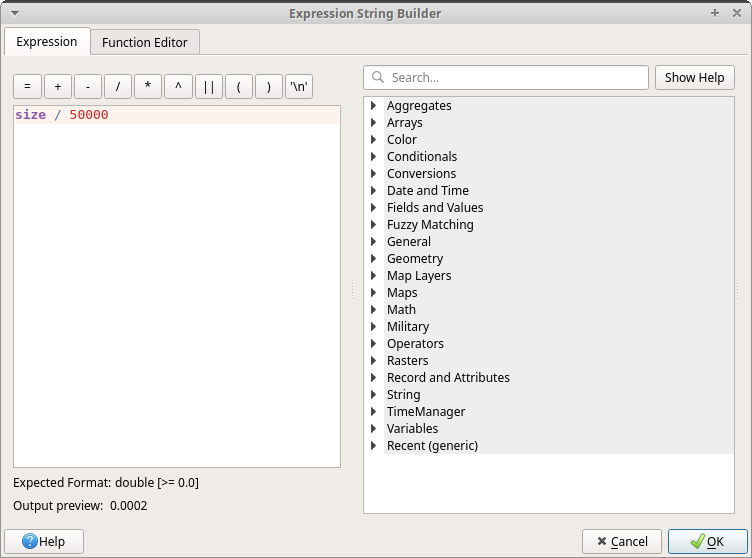 Expression String Builder
Expression
Function Editor
= + - / * ^ || ( ) '\n'
size / 50000
Expected Format: double [>= 0.0]
Output preview: 0.0002
Search...
Show Help
Aggregates
Arrays
Color
Conditionals
Conversions
Date and Time
Fields and Values
Fuzzy Matching
General
Geometry
Map Layers
Maps
Math
Military
Operators
Rasters
Record and Attributes
String
TimeManager
Variables
Recent (generic)
Help
Cancel
OK